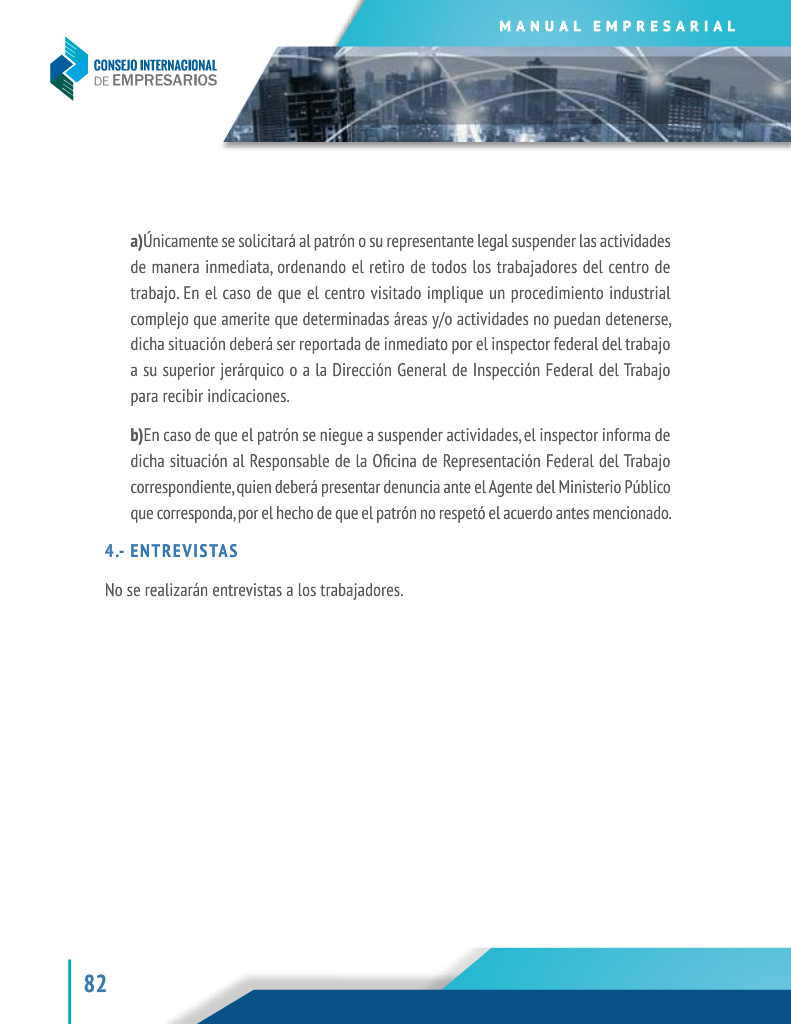 MANUAL EMPRESARIAL
CONSEJO INTERNACIONAL
DE EMPRESARIOS
a)Únicamente se solicitará al patrón o su representante legal suspender las actividades
de manera inmediata, ordenando el retiro de todos los trabajadores del centro de
trabajo. En el caso de que el centro visitado implique un procedimiento industrial
complejo que amerite que determinadas áreas y/o actividades no puedan detenerse,
dicha situación deberá ser reportada de inmediato por el inspector federal del trabajo
a su superior jerárquico o a la Dirección General de Inspección Federal del Trabajo
para recibir indicaciones.
b)En caso de que el patrón se niegue a suspender actividades, el inspector informa de
dicha situación al Responsable de la Oficina de Representación Federal del Trabajo
correspondiente, quien deberá presentar denuncia ante el Agente del Ministerio Público
que corresponda, por el hecho de que el patrón no respetó el acuerdo antes mencionado.
4.- ENTREVISTAS
No se realizarán entrevistas a los trabajadores.
82